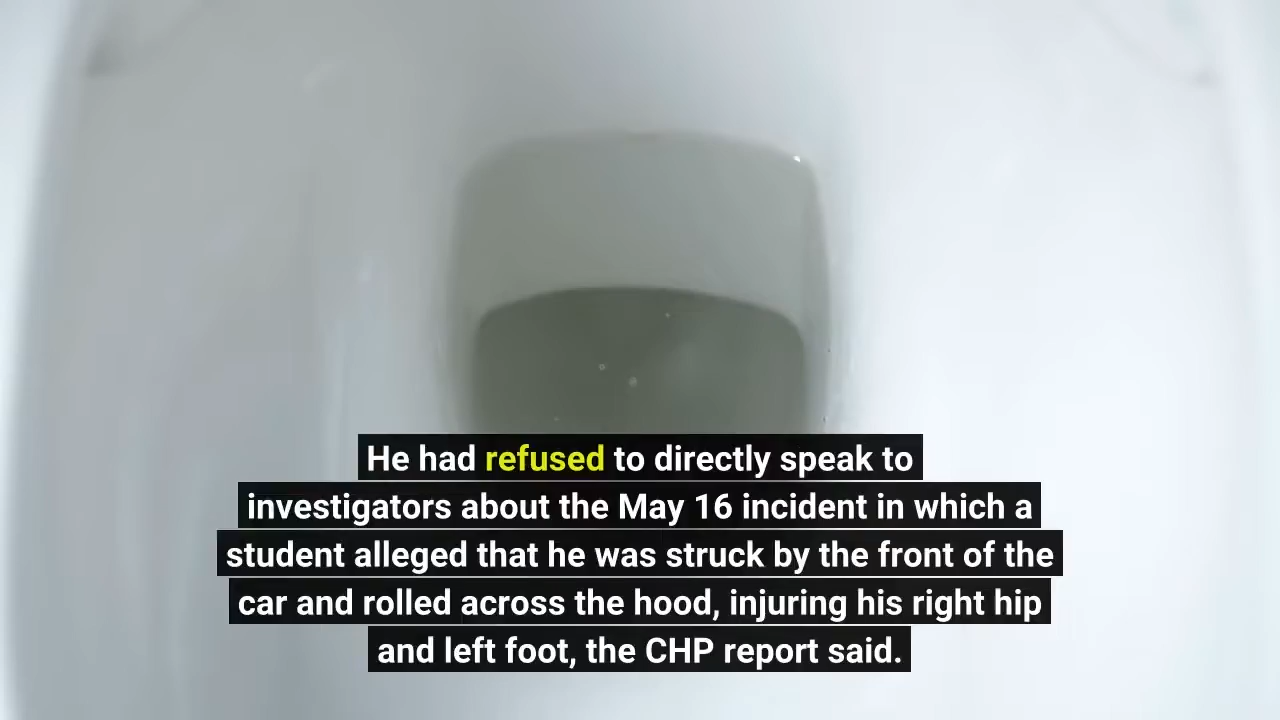 He had refused to directly speak to
investigators about the May 16 incident in which a
student alleged that he was struck by the front of the
car and rolled across the hood, injuring his right hip
and left foot, the CHP report said.